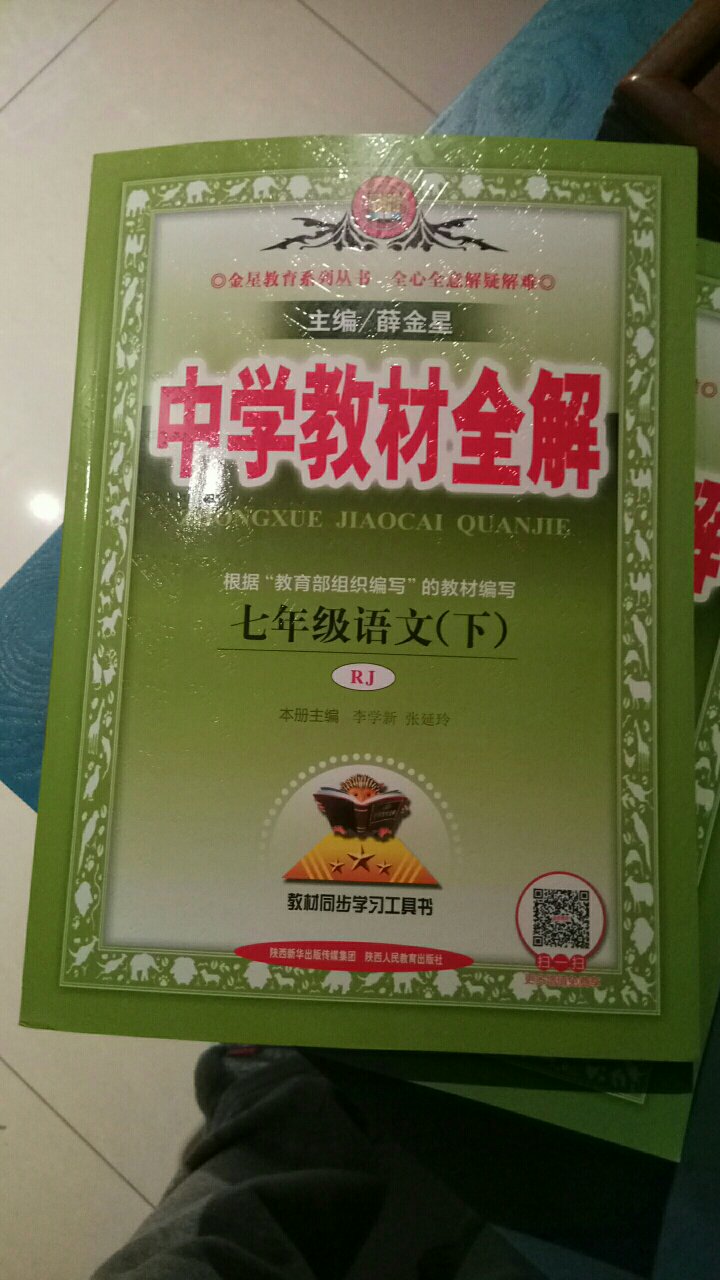 ◎金星教育系列丛书 全心全意解疑解难◎
主编/薛金星
中学教材全解
ZHONGXUE JIAOCAI QUANJIE
根据“教育部组织编写”的教材编写
七年级语文(下)
RJ
本册主编 李学新 张延玲
教材同步学习工具书
扫一扫
陕西新华出版传媒集团 陕西人民教育出版社
解